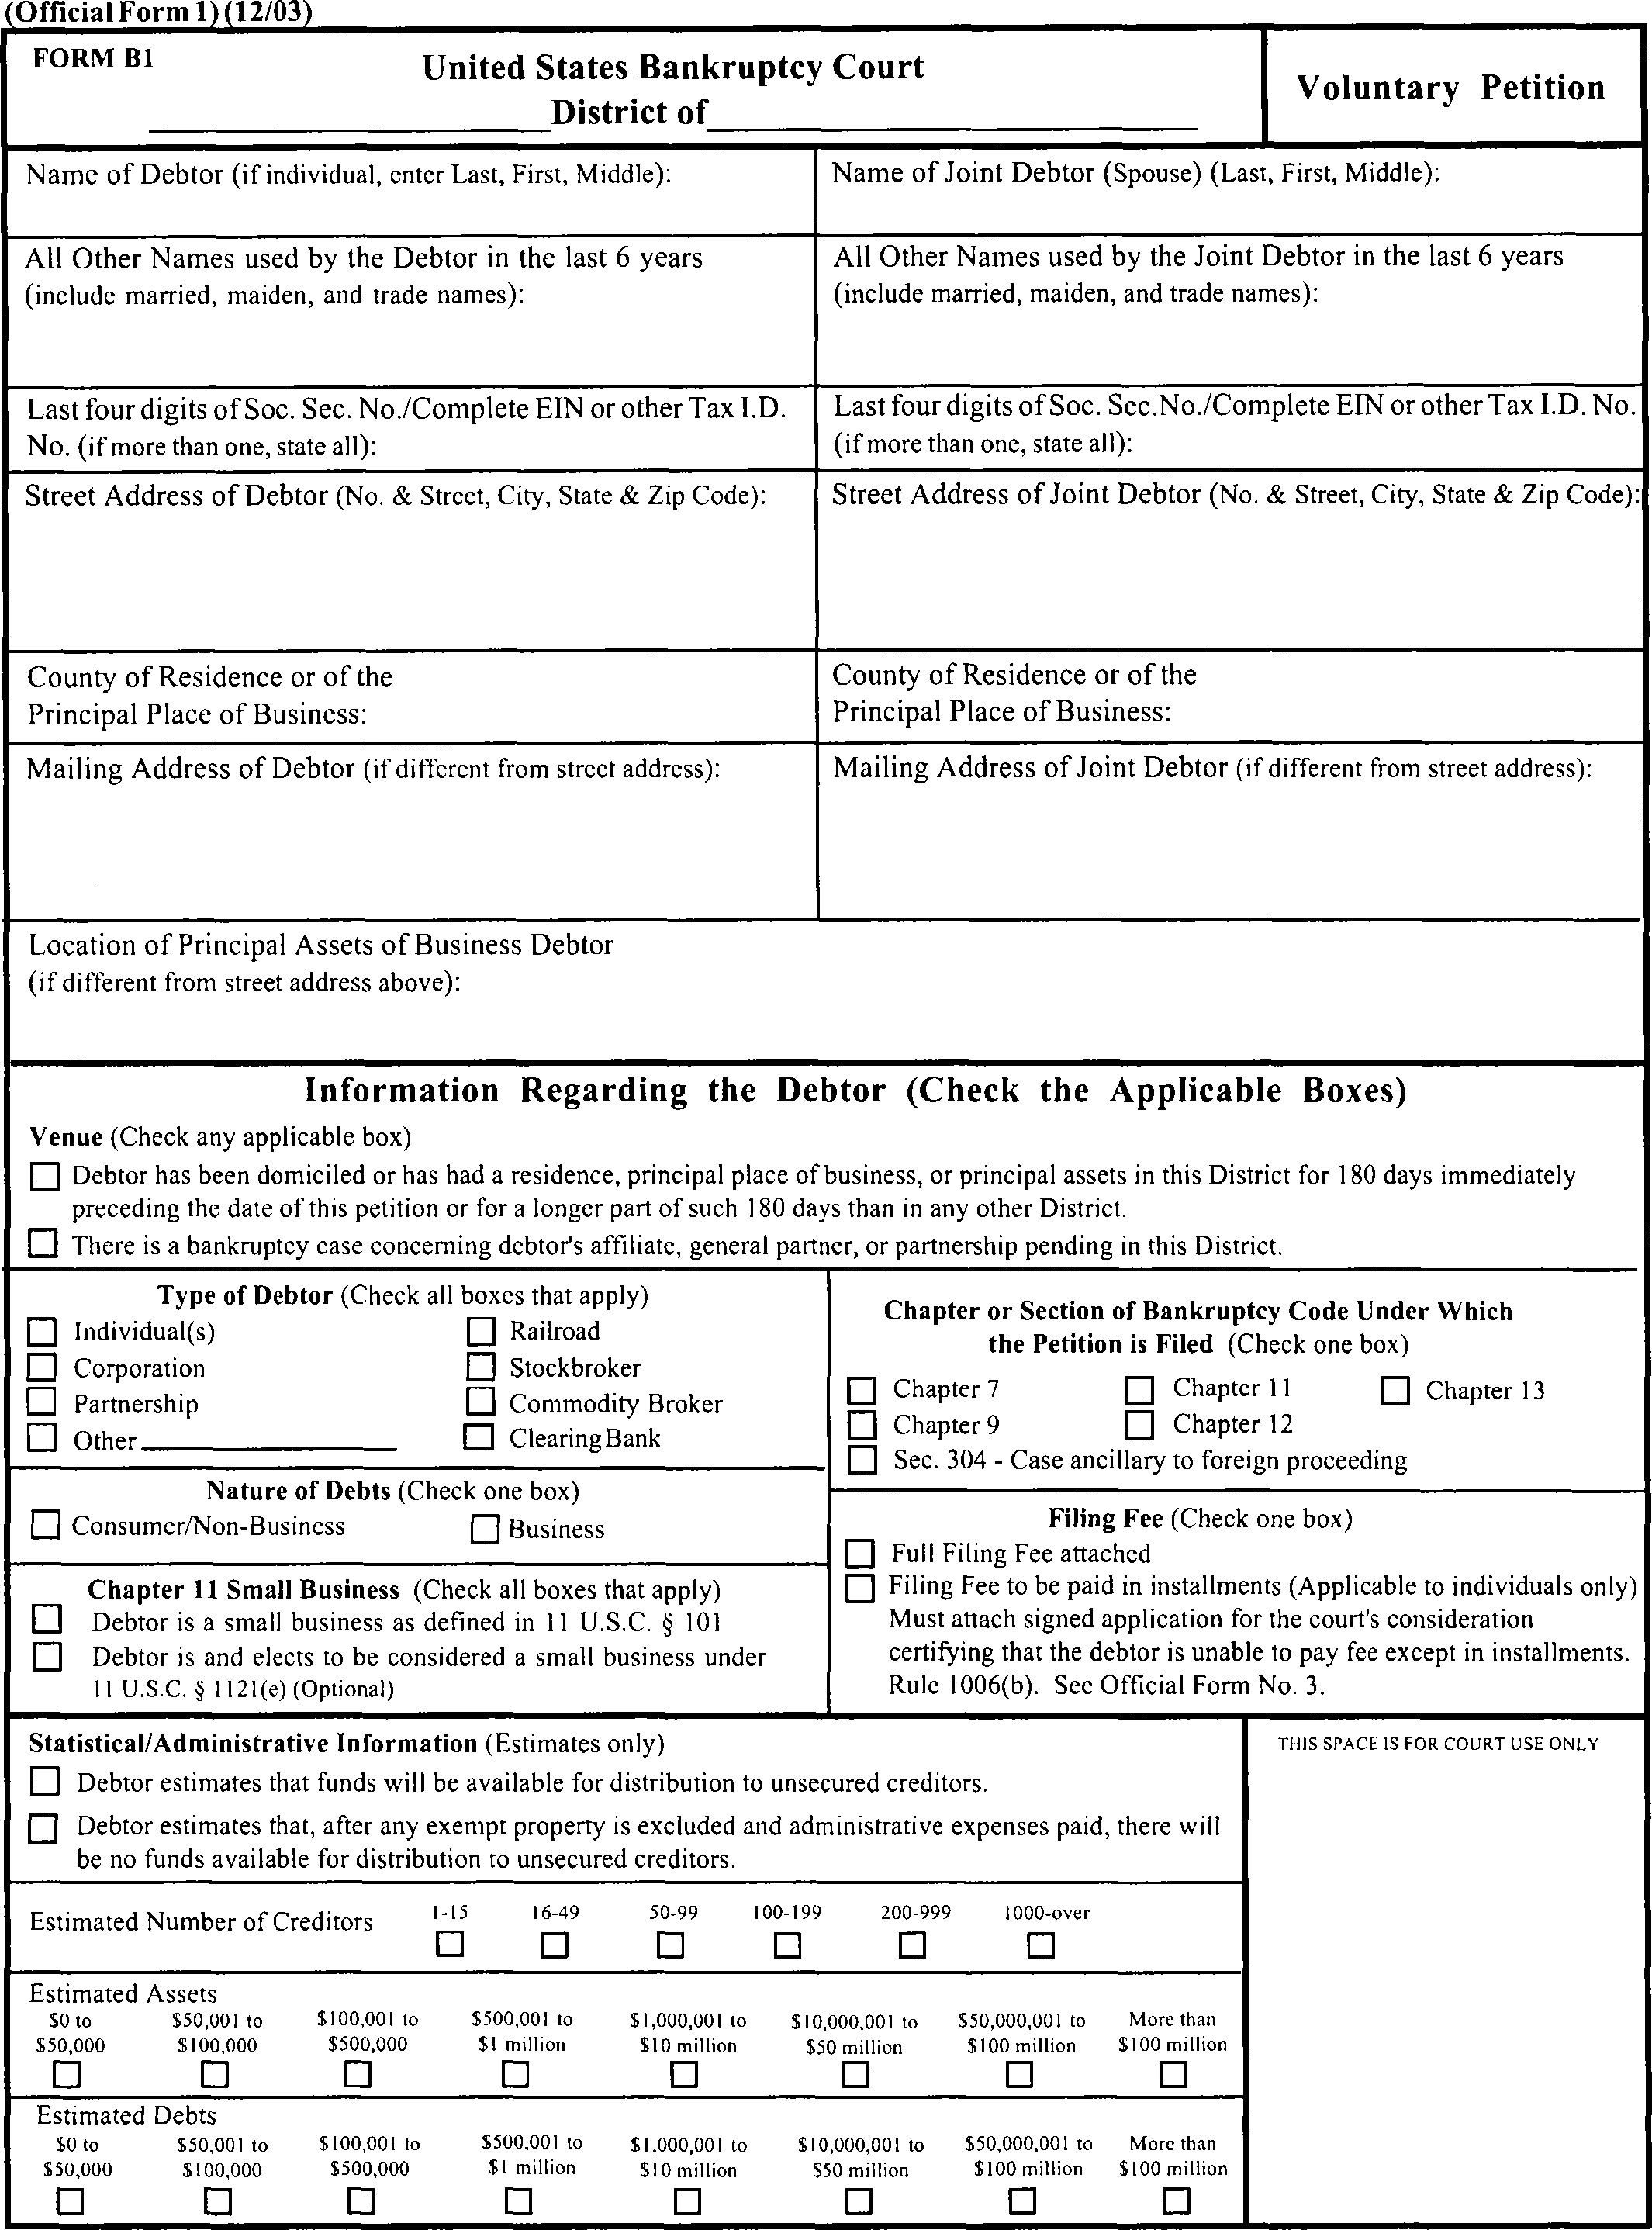 (Official Form 1) (12/03)
FORM B1
United States Bankruptcy Court
District of
Voluntary Petition
Name of Debtor (if individual, enter Last, First, Middle):
Name of Joint Debtor (Spouse) (Last, First, Middle):
All Other Names used by the Debtor in the last 6 years
(include married, maiden, and trade names):
All Other Names used by the Joint Debtor in the last 6 years
(include married, maiden, and trade names):
Last four digits of Soc. Sec. No./Complete EIN or other Tax I.D.
No. (if more than one, state all):
Last four digits of Soc. Sec.No./Complete EIN or other Tax I.D. No.
(if more than one, state all):
Street Address of Debtor (No. & Street, City, State & Zip Code):
Street Address of Joint Debtor (No. & Street, City, State & Zip Code):
County of Residence or of the
Principal Place of Business:
County of Residence or of the
Principal Place of Business:
Mailing Address of Debtor (if different from street address):
Mailing Address of Joint Debtor (if different from street address):
Location of Principal Assets of Business Debtor
(if different from street address above):
Information Regarding the Debtor (Check the Applicable Boxes)
Venue (Check any applicable box)
Debtor has been domiciled or has had a residence, principal place of business, or principal assets in this District for 180 days immediately
preceding the date of this petition or for a longer part of such 180 days than in any other District.
There is a bankruptcy case concerning debtor's affiliate, general partner, or partnership pending in this District.
Type of Debtor (Check all boxes that apply)
Individual(s) Railroad
Corporation Stockbroker
Partnership Commodity Broker
Other Clearing Bank
Chapter or Section of Bankruptcy Code Under Which
the Petition is Filed (Check one box)
Chapter 7 Chapter 11 Chapter 13
Chapter 9 Chapter 12
Sec. 304 - Case ancillary to foreign proceeding
Nature of Debts (Check one box)
Consumer/Non-Business Business
Filing Fee (Check one box)
Full Filing Fee attached
Filing Fee to be paid in installments (Applicable to individuals only)
Must attach signed application for the court's consideration
certifying that the debtor is unable to pay fee except in installments.
Rule 1006(b). See Official Form No. 3.
Chapter 11 Small Business (Check all boxes that apply)
Debtor is a small business as defined in 11 U.S.C. § 101
Debtor is and elects to be considered a small business under
11 U.S.C. § 1121(e) (Optional)
Statistical/Administrative Information (Estimates only)
Debtor estimates that funds will be available for distribution to unsecured creditors.
Debtor estimates that, after any exempt property is excluded and administrative expenses paid, there will
be no funds available for distribution to unsecured creditors.
THIS SPACE IS FOR COURT USE ONLY
Estimated Number of Creditors 1-15 16-49 50-99 100-199 200-999 1000-over
Estimated Assets
$0 to $50,001 to $100,001 to $500,001 to $1,000,001 to $10,000,001 to $50,000,001 to More than
$50,000 $100,000 $500,000 $1 million $10 million $50 million $100 million $100 million
Estimated Debts
$0 to $50,001 to $100,001 to $500,001 to $1,000,001 to $10,000,001 to $50,000,001 to More than
$50,000 $100,000 $500,000 $1 million $10 million $50 million $100 million $100 million